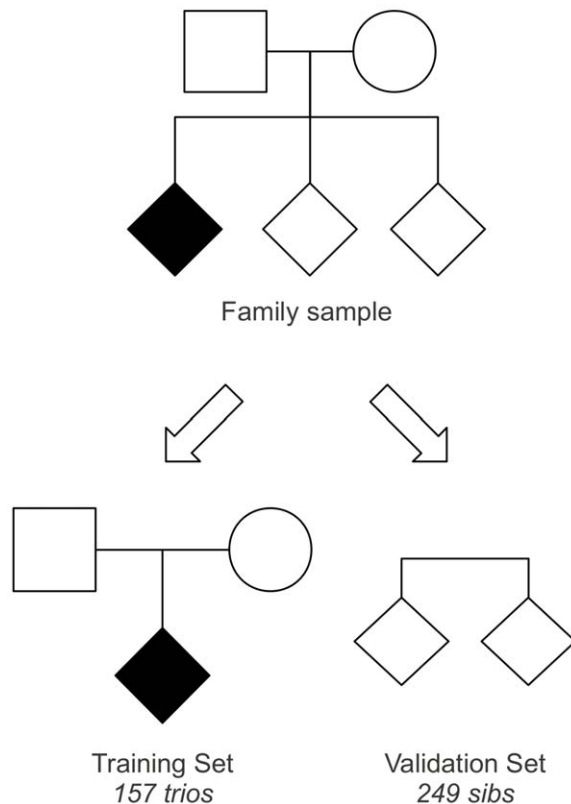 Family sample
Training Set
157 trios
Validation Set
249 sibs